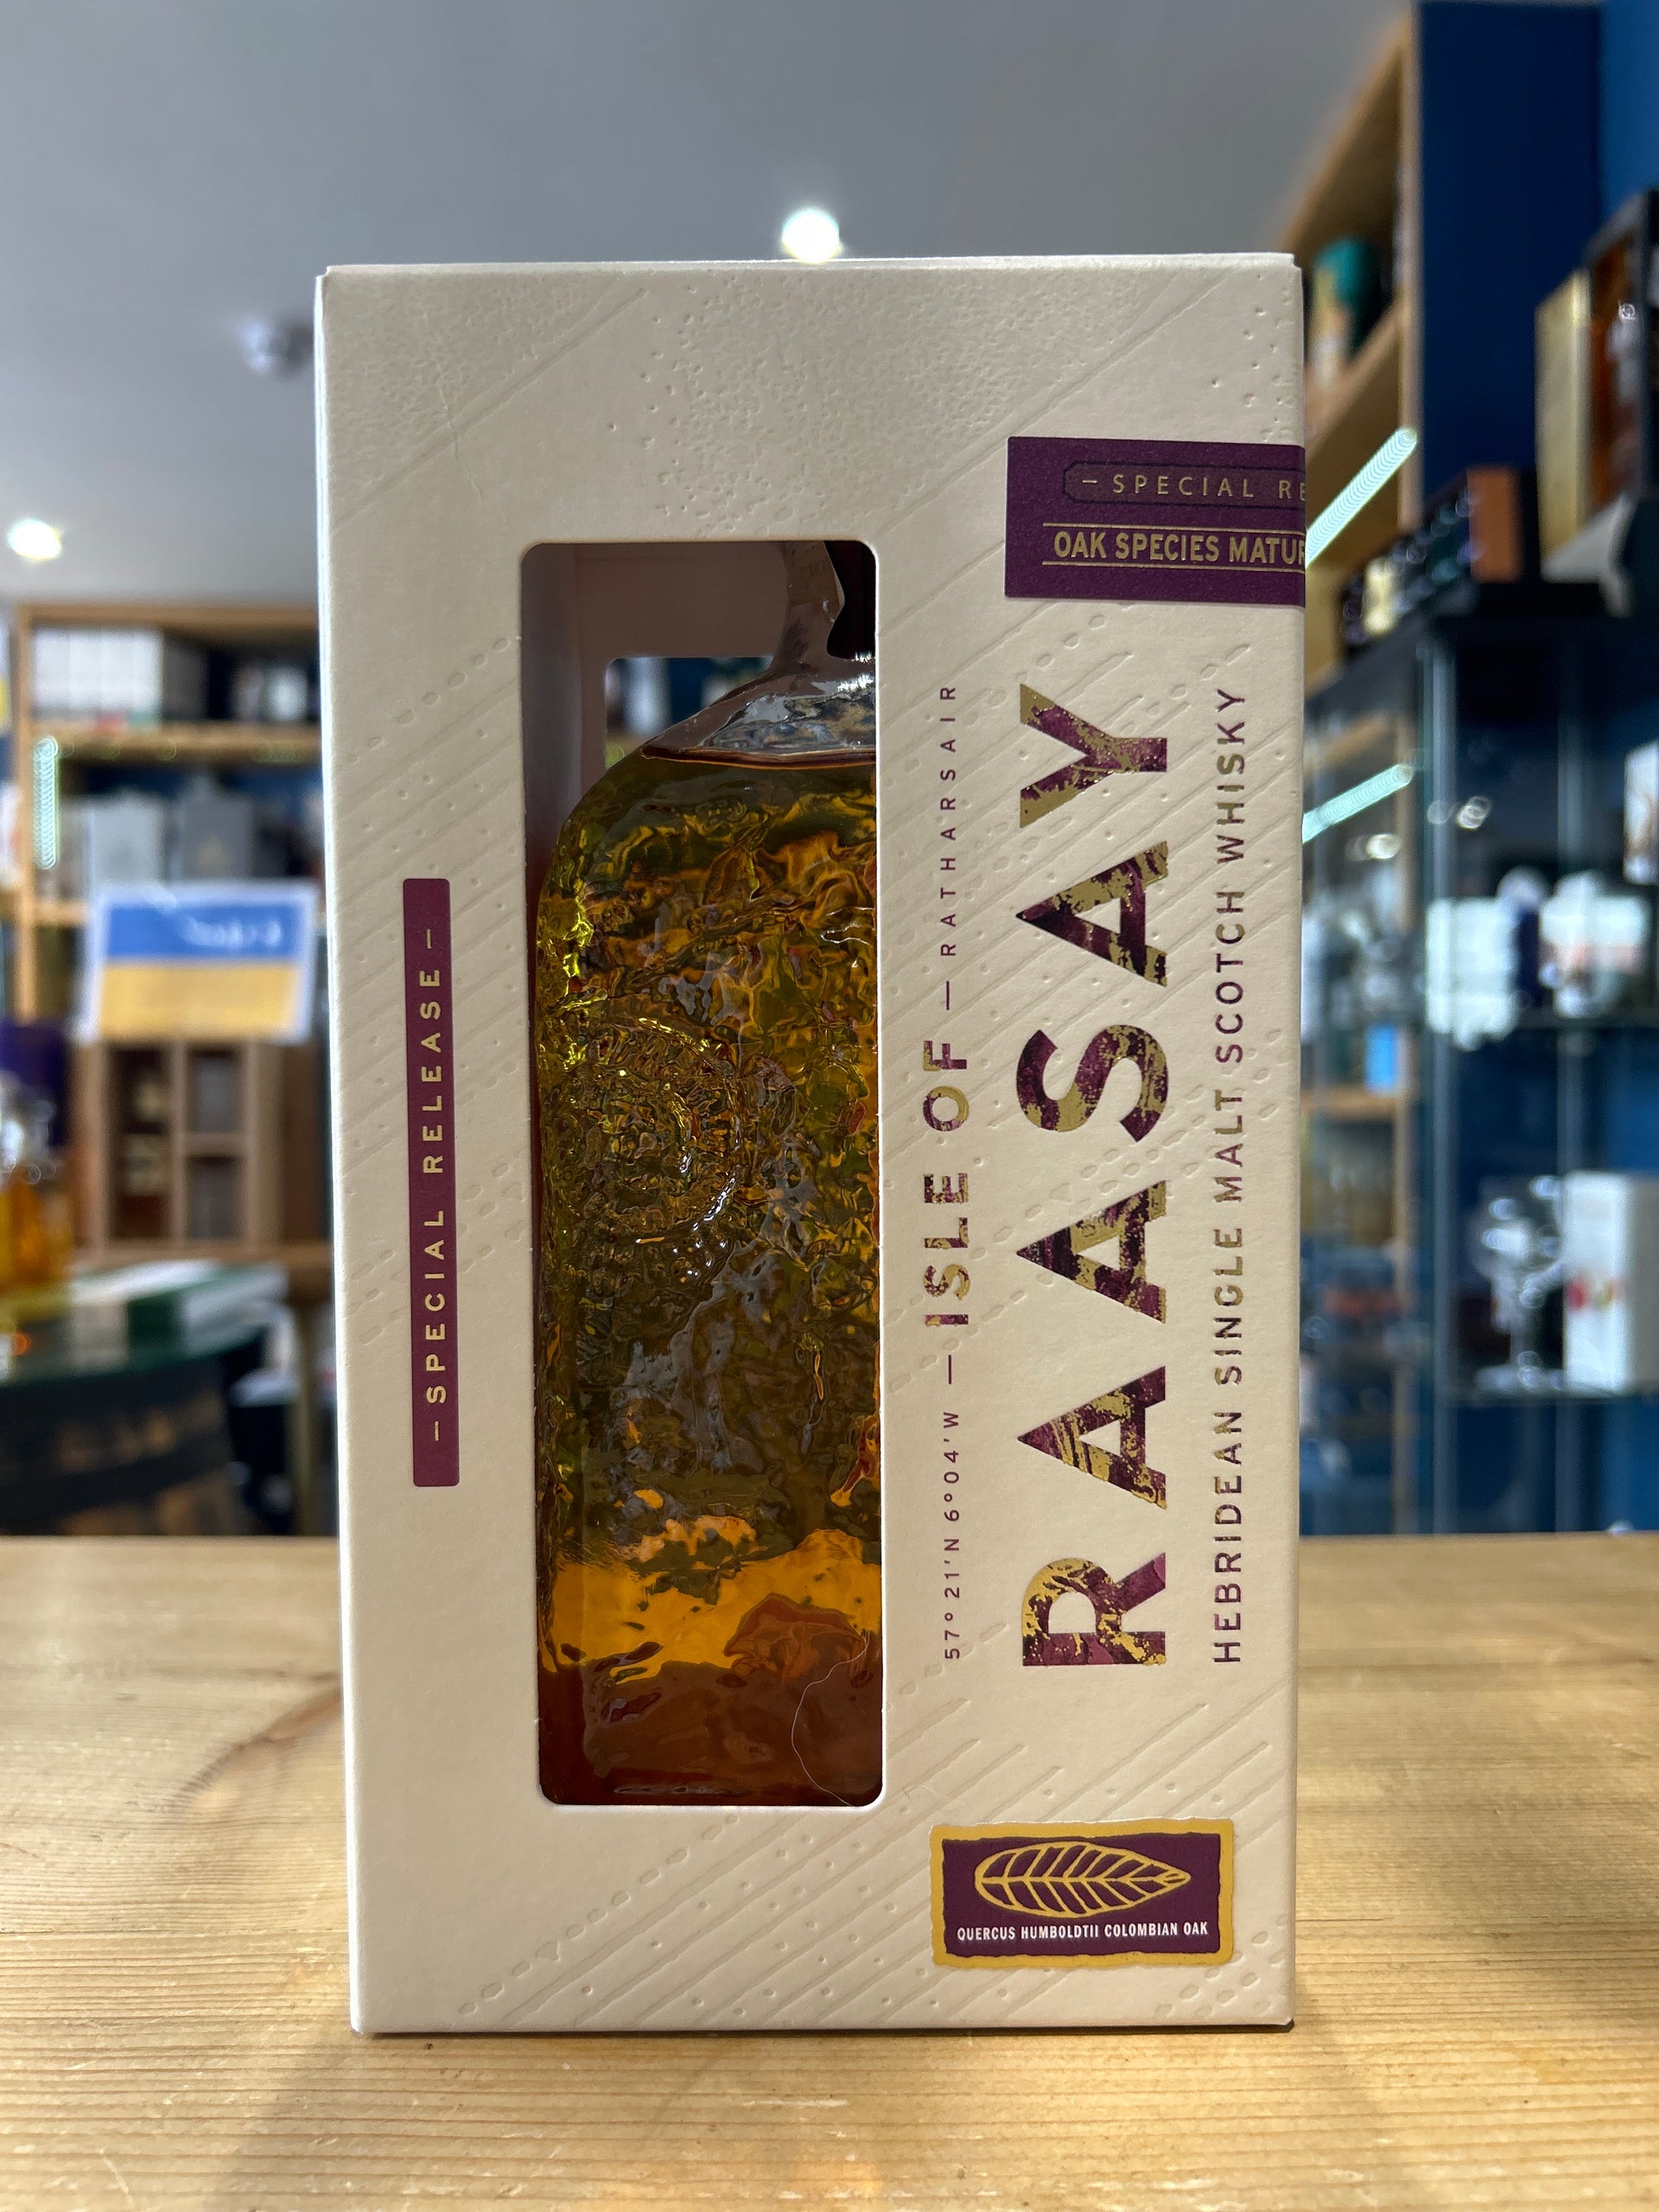 – SPECIAL RE
OAK SPECIES MATUR
– SPECIAL RELEASE –
57° 21' N 6° 04' W — ISLE OF — RATHARSAIR
RAASAY
HEBRIDEAN SINGLE MALT SCOTCH WHISKY
QUERCUS HUMBOLDTII COLOMBIAN OAK